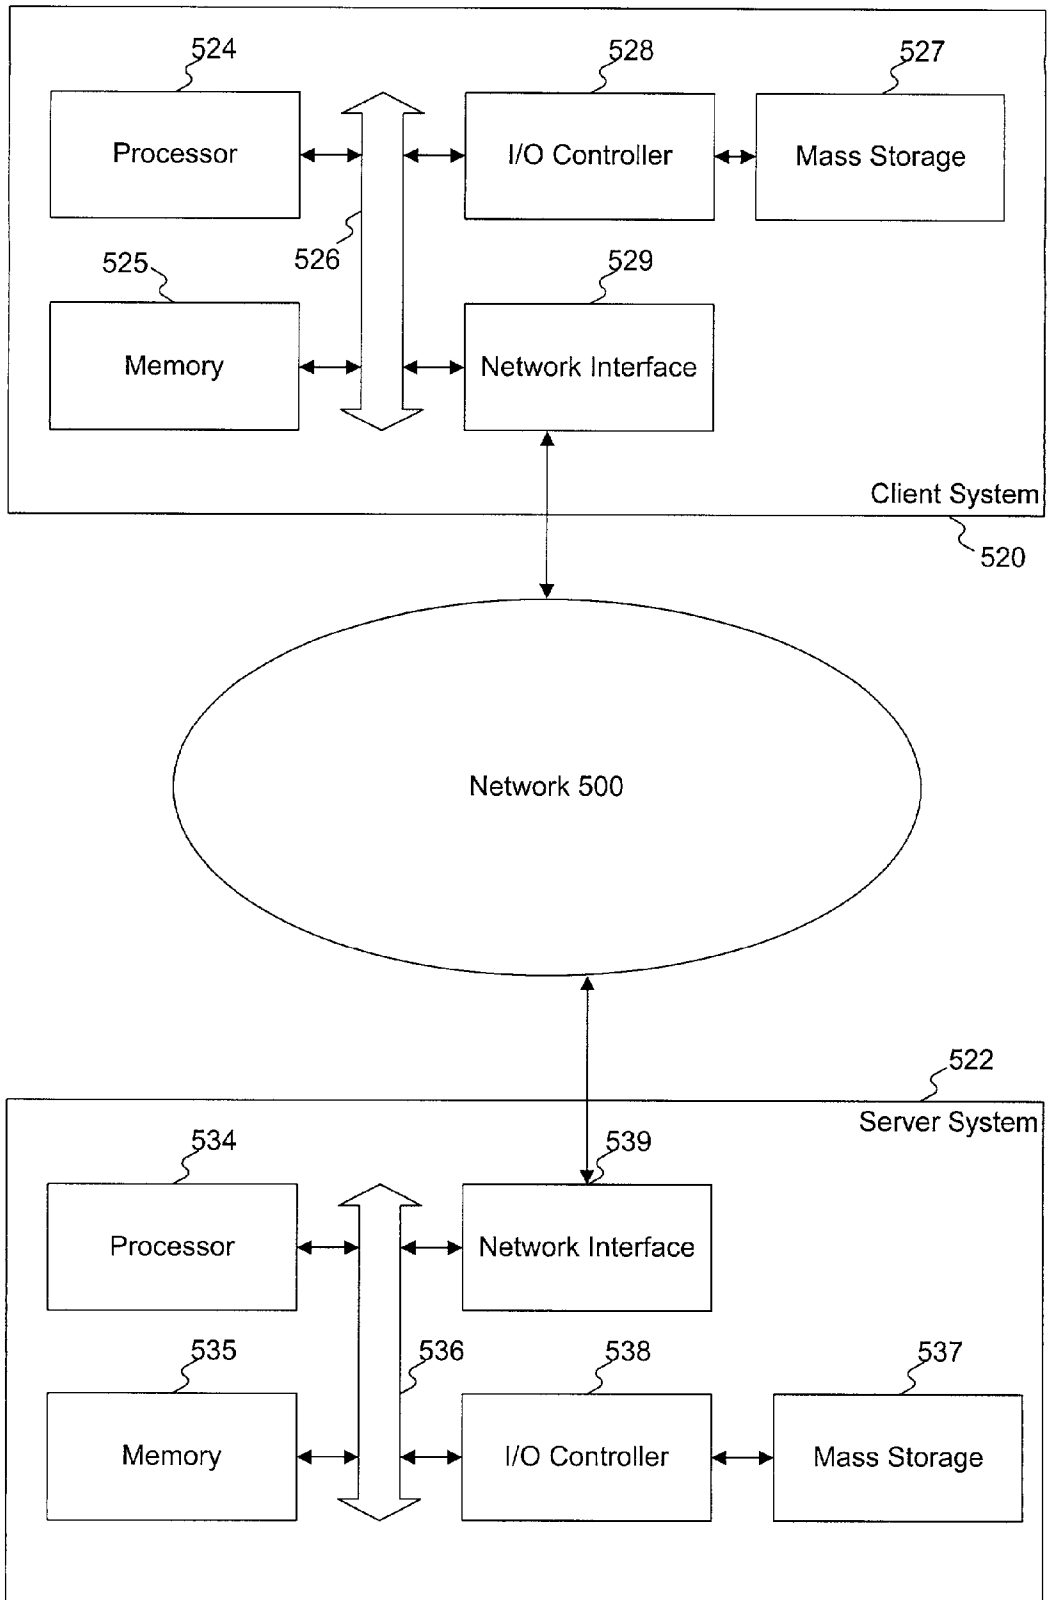 524
528
527
Processor
I/O Controller
Mass Storage
526
525
529
Memory
Network Interface
Client System
520
Network 500
522
Server System
534
539
Processor
Network Interface
535
536
538
537
Memory
I/O Controller
Mass Storage